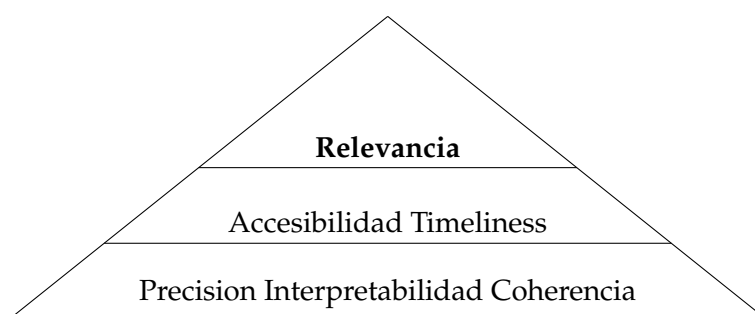 Relevancia
Accesibilidad Timeliness
Precision Interpretabilidad Coherencia